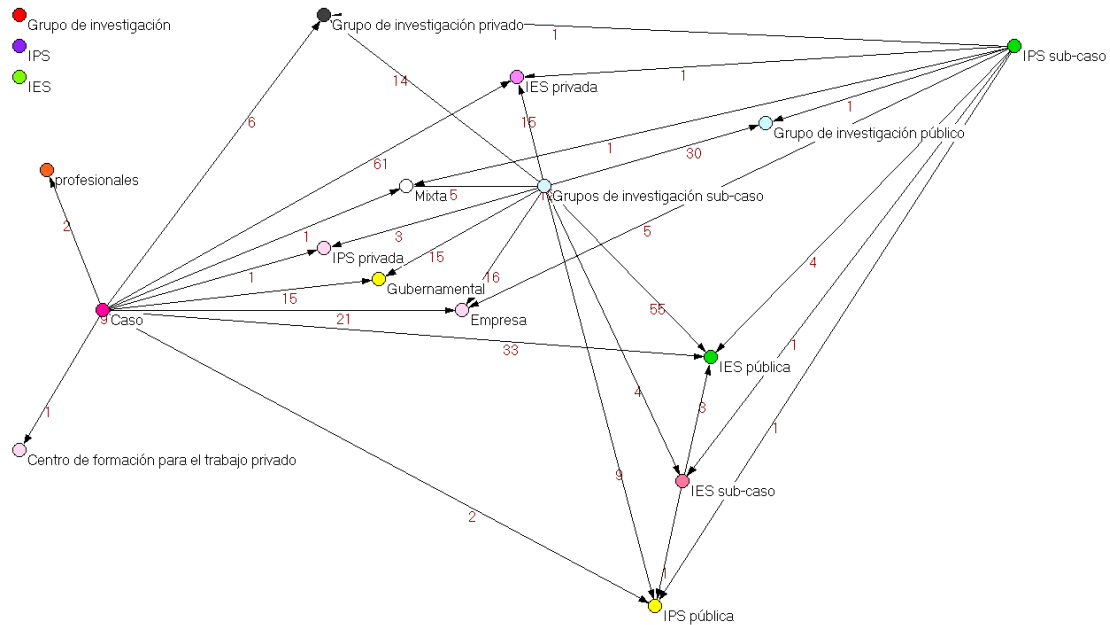 Grupo de investigación
Grupo de investigación privado
1
IPS
IPS sub-caso
IES
14
IES privada
1
6
15
1
Grupo de investigación público
61
1
30
profesionales
Mixta
5
Grupos de investigación sub-caso
2
1
3
5
IPS privada
15
4
1
Gubernamental
16
15
9
Caso
21
Empresa
55
33
1
IES pública
4
3
1
1
Centro de formación para el trabajo privado
9
IES sub-caso
2
1
IPS pública